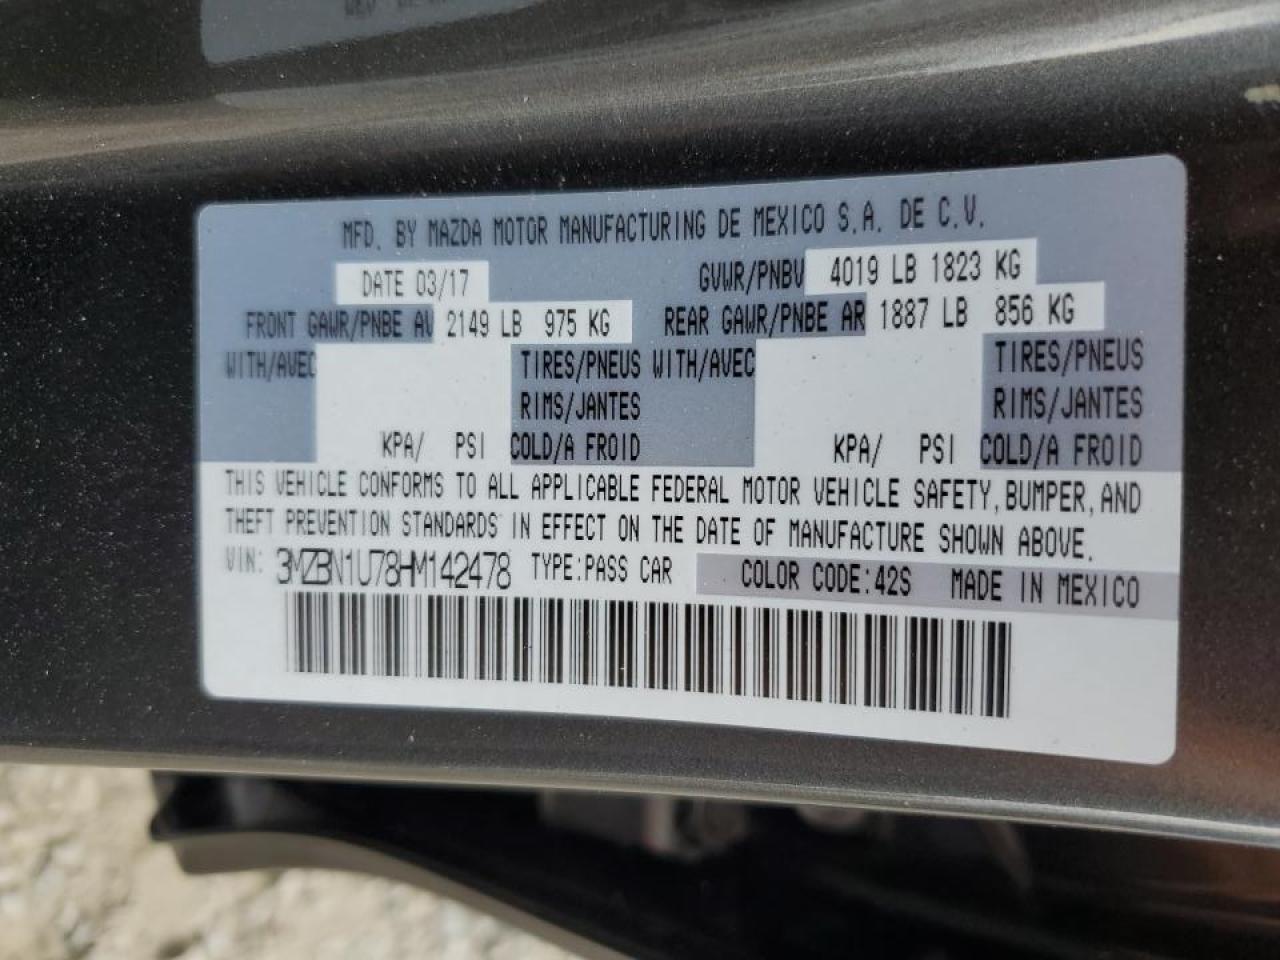 MFD. BY MAZDA MOTOR MANUFACTURING DE MEXICO S.A. DE C.V.
DATE 03/17 GVWR/PNBV 4019 LB 1823 KG
FRONT GAWR/PNBE AV 2149 LB 975 KG REAR GAWR/PNBE AR 1887 LB 856 KG
WITH/AVEC TIRES/PNEUS WITH/AVEC TIRES/PNEUS
RIMS/JANTES RIMS/JANTES
KPA/ PSI COLD/A FROID KPA/ PSI COLD/A FROID
THIS VEHICLE CONFORMS TO ALL APPLICABLE FEDERAL MOTOR VEHICLE SAFETY, BUMPER, AND
THEFT PREVENTION STANDARDS IN EFFECT ON THE DATE OF MANUFACTURE SHOWN ABOVE.
VIN: 3MZBN1U78HM142478 TYPE:PASS CAR COLOR CODE:42S MADE IN MEXICO